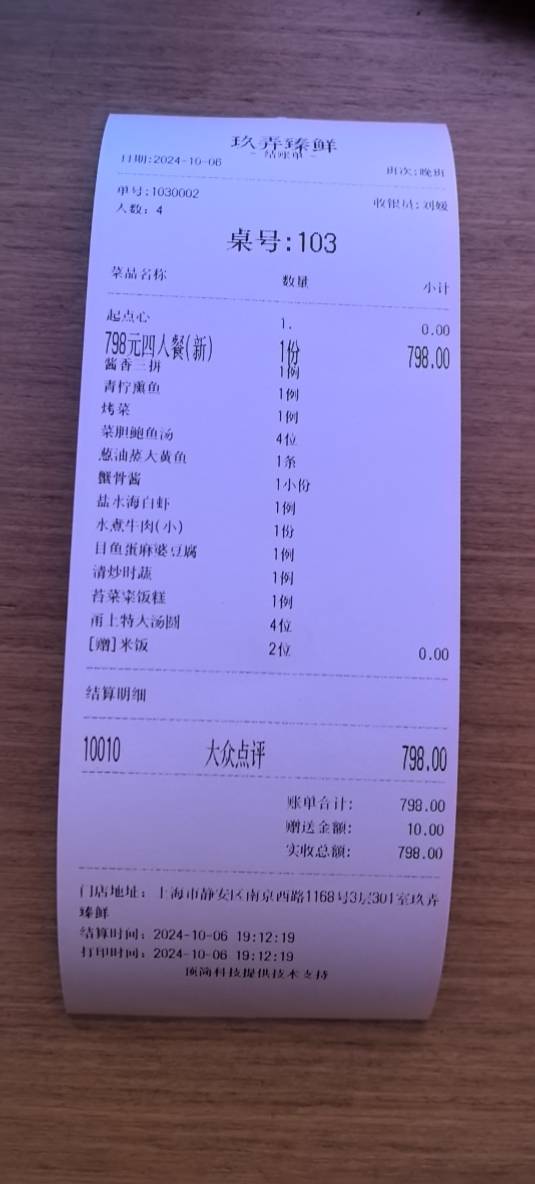 玖弄臻鲜
- 结账单 -
日期:2024-10-06 班次:晚班
单号:1030002 收银员:刘媛
人数: 4
桌号:103
菜品名称 数量 小计
起点心 1. 0.00
798元四人餐(新) 1份 798.00
酱香三拼 1例
青柠熏鱼 1例
烤菜 1例
菜胆鲍鱼汤 4位
葱油蒸大黄鱼 1条
蟹骨酱 1小份
盐水海白虾 1例
水煮牛肉(小) 1份
目鱼蛋麻婆豆腐 1例
清炒时蔬 1例
苔菜粢饭糕 1例
甬上特大汤圆 4位
[赠]米饭 2位 0.00
结算明细
10010 大众点评 798.00
账单合计: 798.00
赠送金额: 10.00
实收总额: 798.00
门店地址: 上海市静安区南京西路1168号3层301室玖弄
臻鲜
结算时间: 2024-10-06 19:12:19
打印时间: 2024-10-06 19:12:19
顶简科技提供技术支持